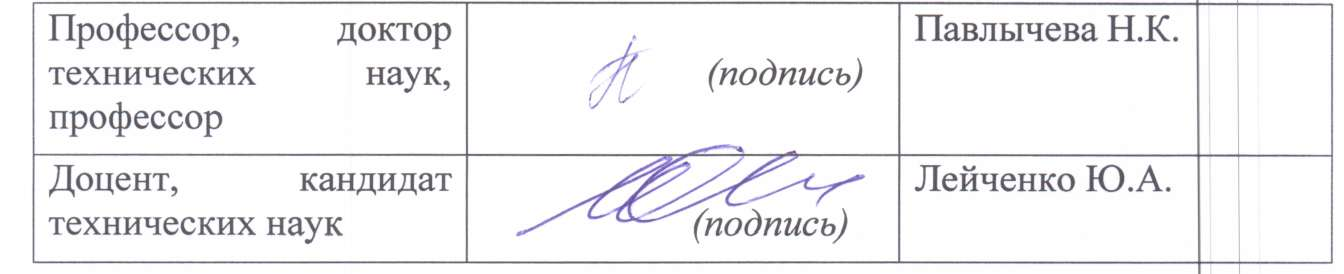 Профессор, доктор
технических наук,
профессор
(подпись)
Павлычева Н.К.
Доцент, кандидат
технических наук
(подпись)
Лейченко Ю.А.